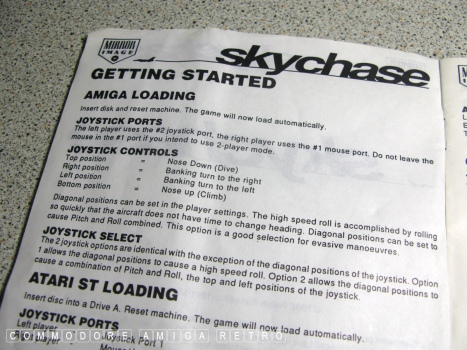 MIRROR
IMAGE
skychase
GETTING STARTED
AMIGA LOADING
Insert disk and reset machine. The game will now load automatically.
JOYSTICK PORTS
The left player uses the #2 joystick port, the right player uses the #1 mouse port. Do not leave the
mouse in the #1 port if you intend to use 2-player mode.
JOYSTICK CONTROLS
Top position = Nose Down (Dive)
Right position = Banking turn to the right
Left position = Banking turn to the left
Bottom position = Nose up (Climb)
Diagonal positions can be set in the player settings. The high speed roll is accomplished by rolling
so quickly that the aircraft does not have time to change heading. Diagonal positions can be set to
cause Pitch and Roll combined. This option is a good selection for evasive manoeuvres.
JOYSTICK SELECT
The 2 joystick options are identical with the exception of the diagonal positions of the joystick. Option
1 allows the diagonal positions to cause a high speed roll. Option 2 allows the diagonal positions to
cause a combination of Pitch and Roll, the top and left positions of the joystick.
ATARI ST LOADING
Insert disc into a Drive A. Reset machine. The game will now load automatically.
JOYSTICK PORTS
Left player Joystick Port 1
COMMODORE AMIGA RETRO